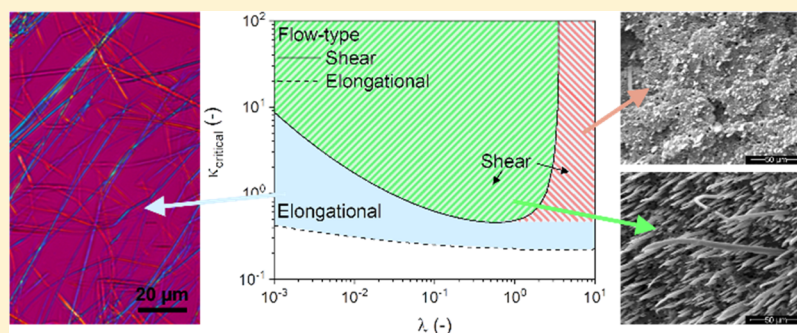 20 µm
κcritical (-)
10²
10¹
10⁰
10⁻¹
Flow-type
Shear
Elongational
Shear
Elongational
10⁻³
10⁻²
10⁻¹
10⁰
10¹
λ (-)
50 µm
50 µm